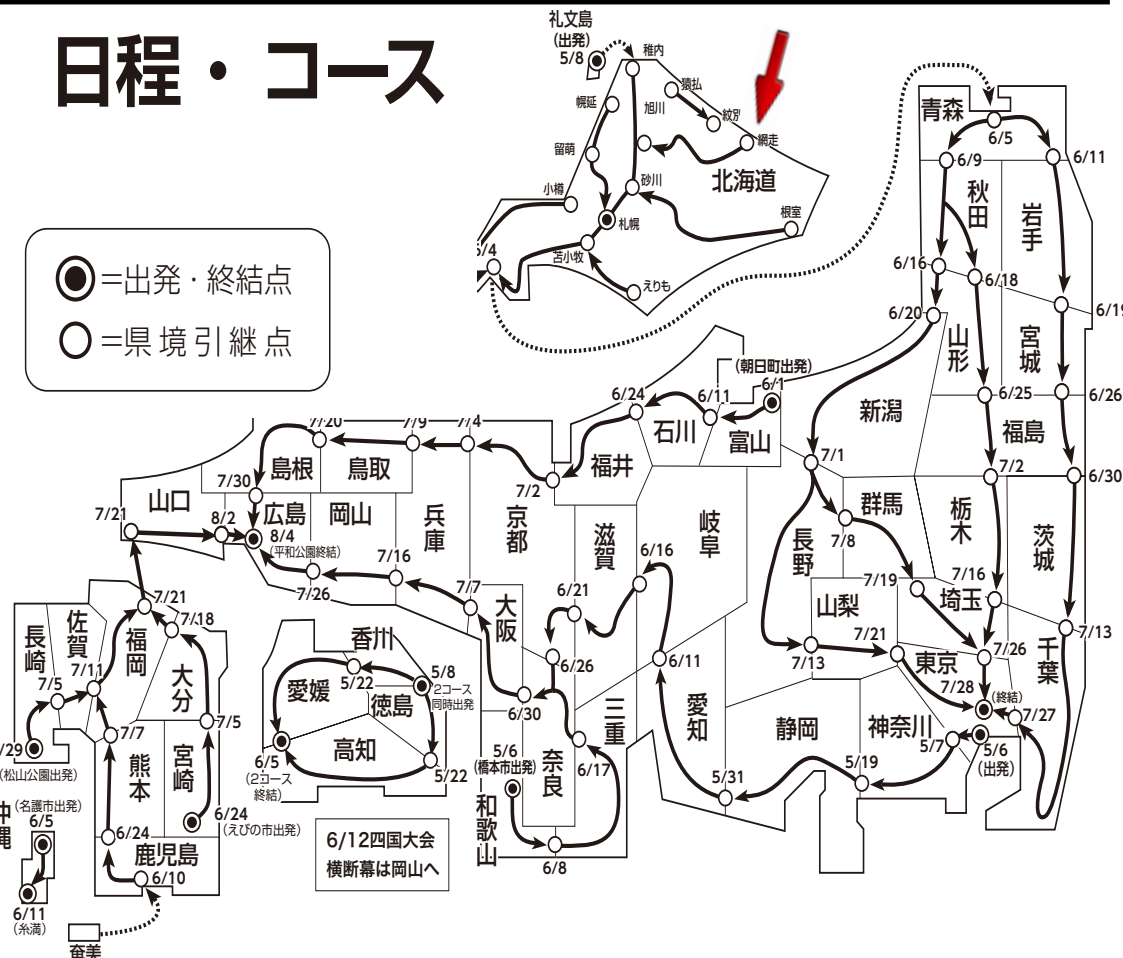 日程・コース
=出発・終結点
=県境引継点
礼文島
(出発)
5/8
稚内
猿払
幌延
旭川
紋別
網走
留萌
小樽
砂川
北海道
札幌
根室
苫小牧
えりも
青森
6/5
6/9
6/11
秋田
岩手
6/16
6/18
6/20
山形
宮城
6/25
6/26
新潟
福島
7/1
7/2
6/30
(朝日町出発)
6/1
6/11
6/24
石川
富山
福井
7/2
7/4
7/9
7/20
島根
鳥取
7/30
山口
7/21
8/2
広島
8/4
(平和公園終結)
岡山
7/26
兵庫
7/16
京都
7/7
滋賀
岐阜
6/16
6/21
大阪
6/26
6/30
三重
6/11
群馬
7/8
栃木
茨城
長野
7/19
7/16
埼玉
山梨
7/13
7/21
東京
7/26
7/13
千葉
7/28
(終結)
7/27
愛知
静岡
神奈川
5/7
5/6
(出発)
5/19
5/31
奈良
6/17
5/6
(橋本市出発)
和歌山
6/8
香川
愛媛
5/22
5/8
2コース
同時出発
徳島
高知
6/5
(2コース
終結)
5/22
6/12四国大会
横断幕は岡山へ
7/21
7/18
佐賀
長崎
福岡
大分
7/11
7/5
7/5
7/7
(松山公園出発)
熊本
宮崎
6/24
(えびの市出発)
6/24
鹿児島
6/10
(名護市出発)
6/5
6/11
(糸満)
奄美